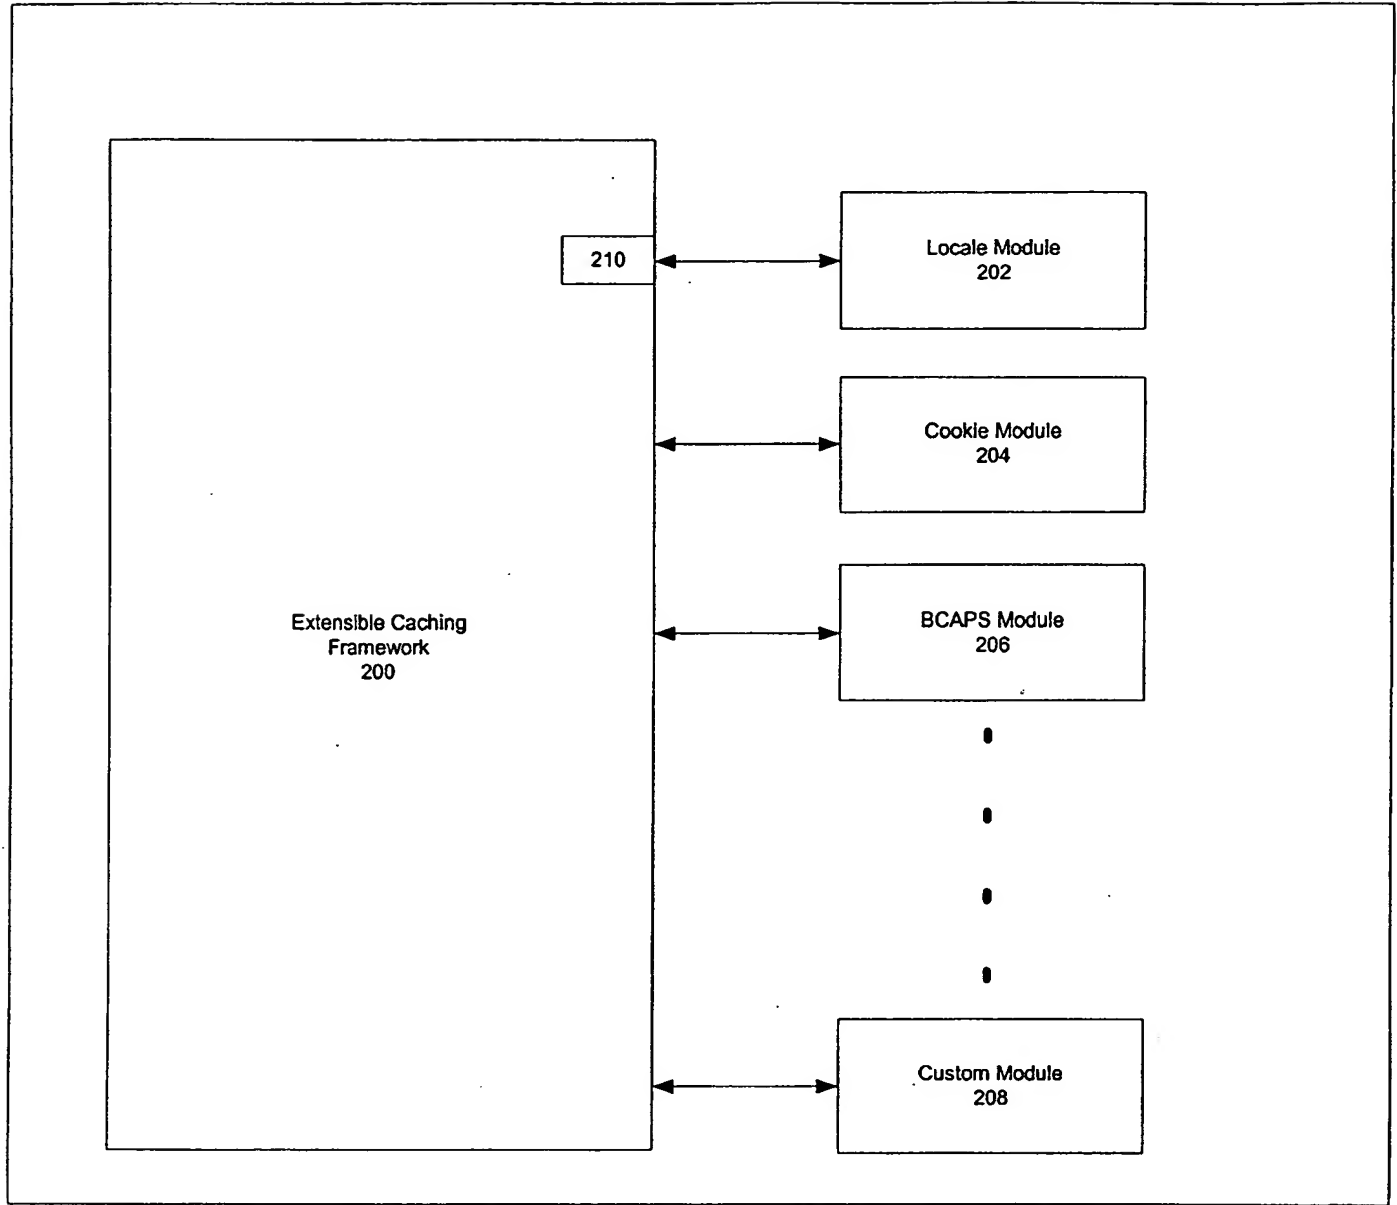 210
Locale Module
202
Cookie Module
204
Extensible Caching
Framework
200
BCAPS Module
206
Custom Module
208